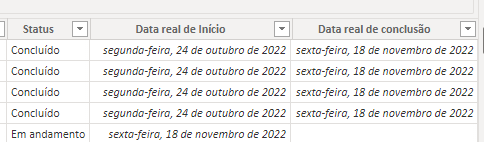 Status Data real de Início Data real de conclusão
Concluído segunda-feira, 24 de outubro de 2022 sexta-feira, 18 de novembro de 2022
Concluído segunda-feira, 24 de outubro de 2022 sexta-feira, 18 de novembro de 2022
Concluído segunda-feira, 24 de outubro de 2022 sexta-feira, 18 de novembro de 2022
Concluído segunda-feira, 24 de outubro de 2022 sexta-feira, 18 de novembro de 2022
Em andamento sexta-feira, 18 de novembro de 2022